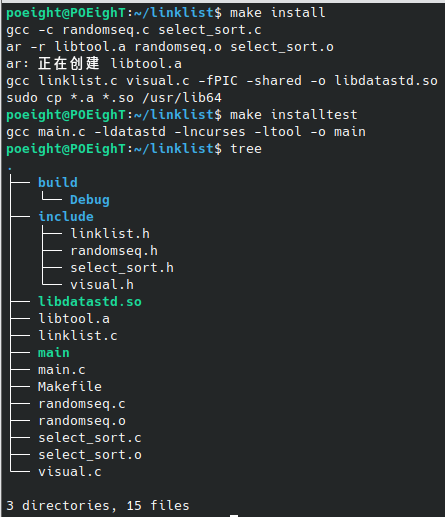 poeight@POEighT:~/linklist$ make install
gcc -c randomseq.c select_sort.c
ar -r libtool.a randomseq.o select_sort.o
ar: 正在创建 libtool.a
gcc linklist.c visual.c -fPIC -shared -o libdatastd.so
sudo cp *.a *.so /usr/lib64
poeight@POEighT:~/linklist$ make installtest
gcc main.c -ldatastd -lncurses -ltool -o main
poeight@POEighT:~/linklist$ tree
.
├── build
│   └── Debug
├── include
│   ├── linklist.h
│   ├── randomseq.h
│   ├── select_sort.h
│   └── visual.h
├── libdatastd.so
├── libtool.a
├── linklist.c
├── main
├── main.c
├── Makefile
├── randomseq.c
├── randomseq.o
├── select_sort.c
├── select_sort.o
└── visual.c

3 directories, 15 files